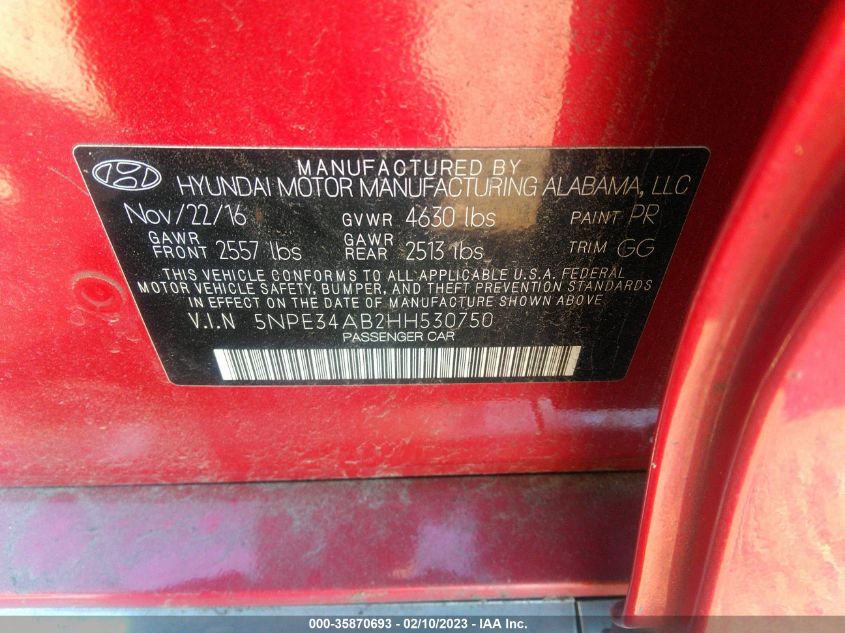 MANUFACTURED BY
HYUNDAI MOTOR MANUFACTURING ALABAMA, LLC
Nov/22/16 GVWR 4630 lbs PAINT PR
GAWR FRONT 2557 lbs GAWR REAR 2513 lbs TRIM GG
THIS VEHICLE CONFORMS TO ALL APPLICABLE U.S.A. FEDERAL
MOTOR VEHICLE SAFETY, BUMPER, AND THEFT PREVENTION STANDARDS
IN EFFECT ON THE DATE OF MANUFACTURE SHOWN ABOVE.
V.I.N 5NPE34AB2HH530750
PASSENGER CAR
000-35870693 - 02/10/2023 - IAA Inc.